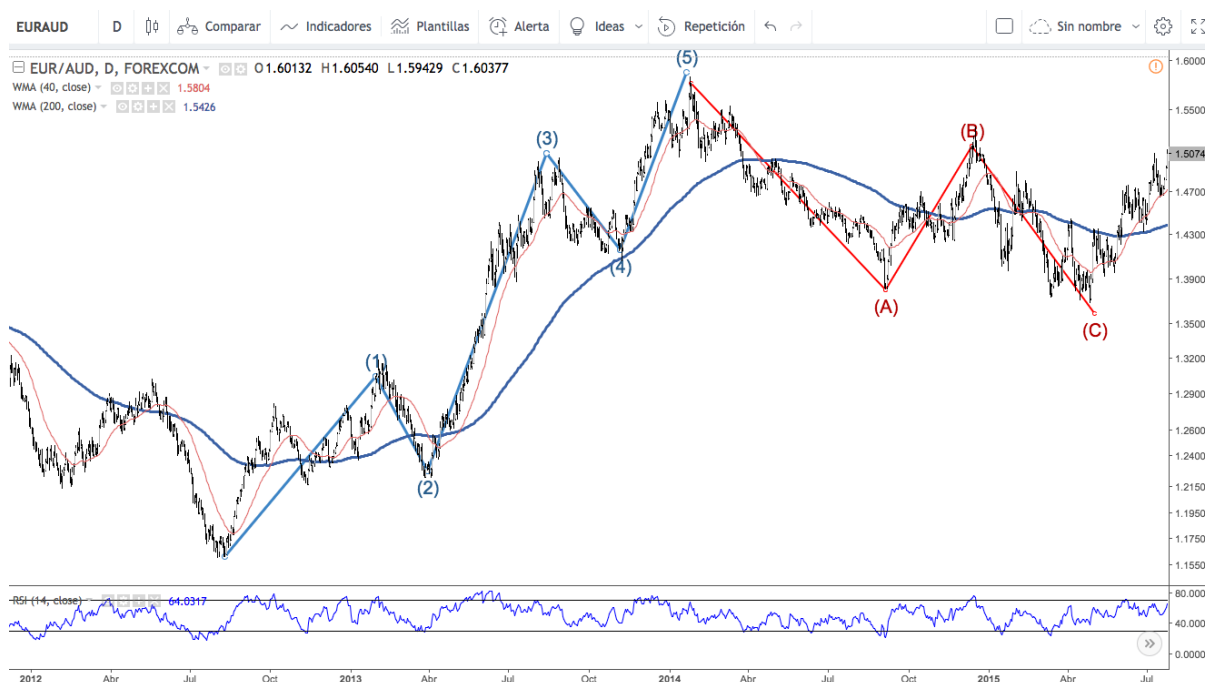 EURAUD D Comparar Indicadores Plantillas Alerta Ideas Repetición Sin nombre
EUR/AUD, D, FOREXCOM O1.60132 H1.60540 L1.59429 C1.60377
WMA (40, close) 1.5804
WMA (200, close) 1.5426
(5)
(3)
(4)
(1)
(2)
(B)
(A)
(C)
1.6000
1.5500
1.5074
1.4700
1.4300
1.3900
1.3500
1.3200
1.2900
1.2600
1.2400
1.2150
1.1950
1.1750
1.1550
RSI (14, close) 64.0317
80.0000
40.0000
0.0000
2012 Abr Jul Oct 2013 Abr Jul Oct 2014 Abr Jul Oct 2015 Abr Jul